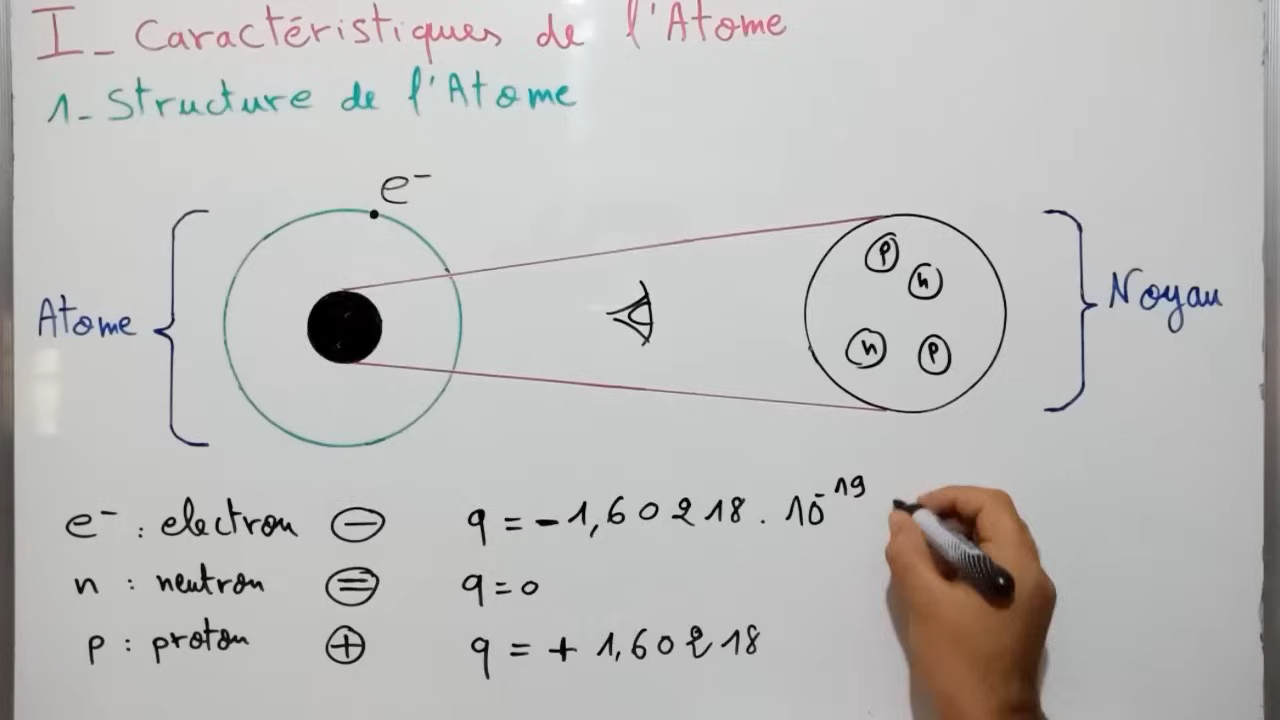 I_ Caractéristiques de l'Atome
1_ Structure de l'Atome
e⁻
Atome
p
n
n
p
Noyau
e⁻ : electron ⊖ q = -1,60218 . 10⁻¹⁹
n : neutron ⊜ q = 0
p : proton ⊕ q = + 1,60218